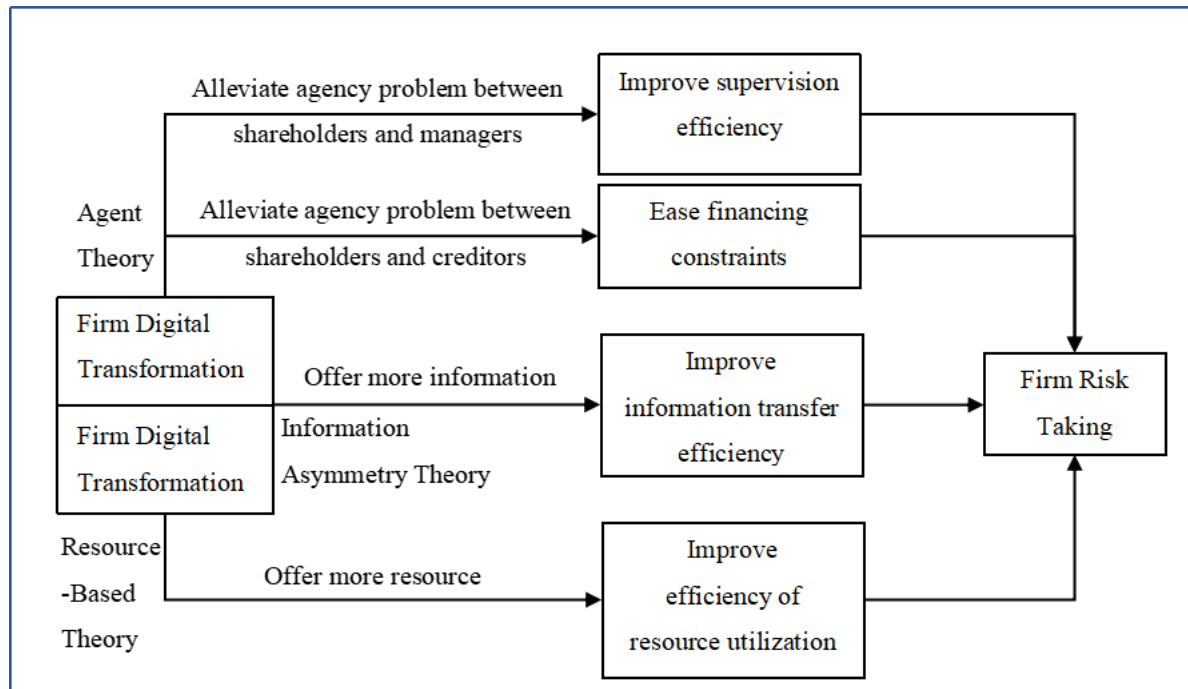 Alleviate agency problem between
shareholders and managers
Improve supervision
efficiency
Agent
Theory
Alleviate agency problem between
shareholders and creditors
Ease financing
constraints
Firm Digital
Transformation
Firm Digital
Transformation
Offer more information
Information
Asymmetry Theory
Improve
information transfer
efficiency
Firm Risk
Taking
Resource
-Based
Theory
Offer more resource
Improve
efficiency of
resource utilization